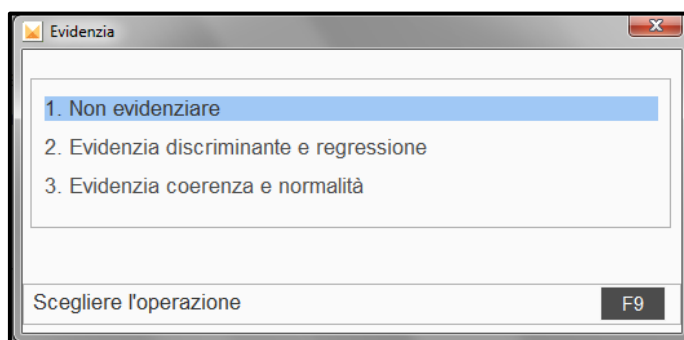 Evidenzia
1. Non evidenziare
2. Evidenzia discriminante e regressione
3. Evidenzia coerenza e normalità
Scegliere l'operazione
F9